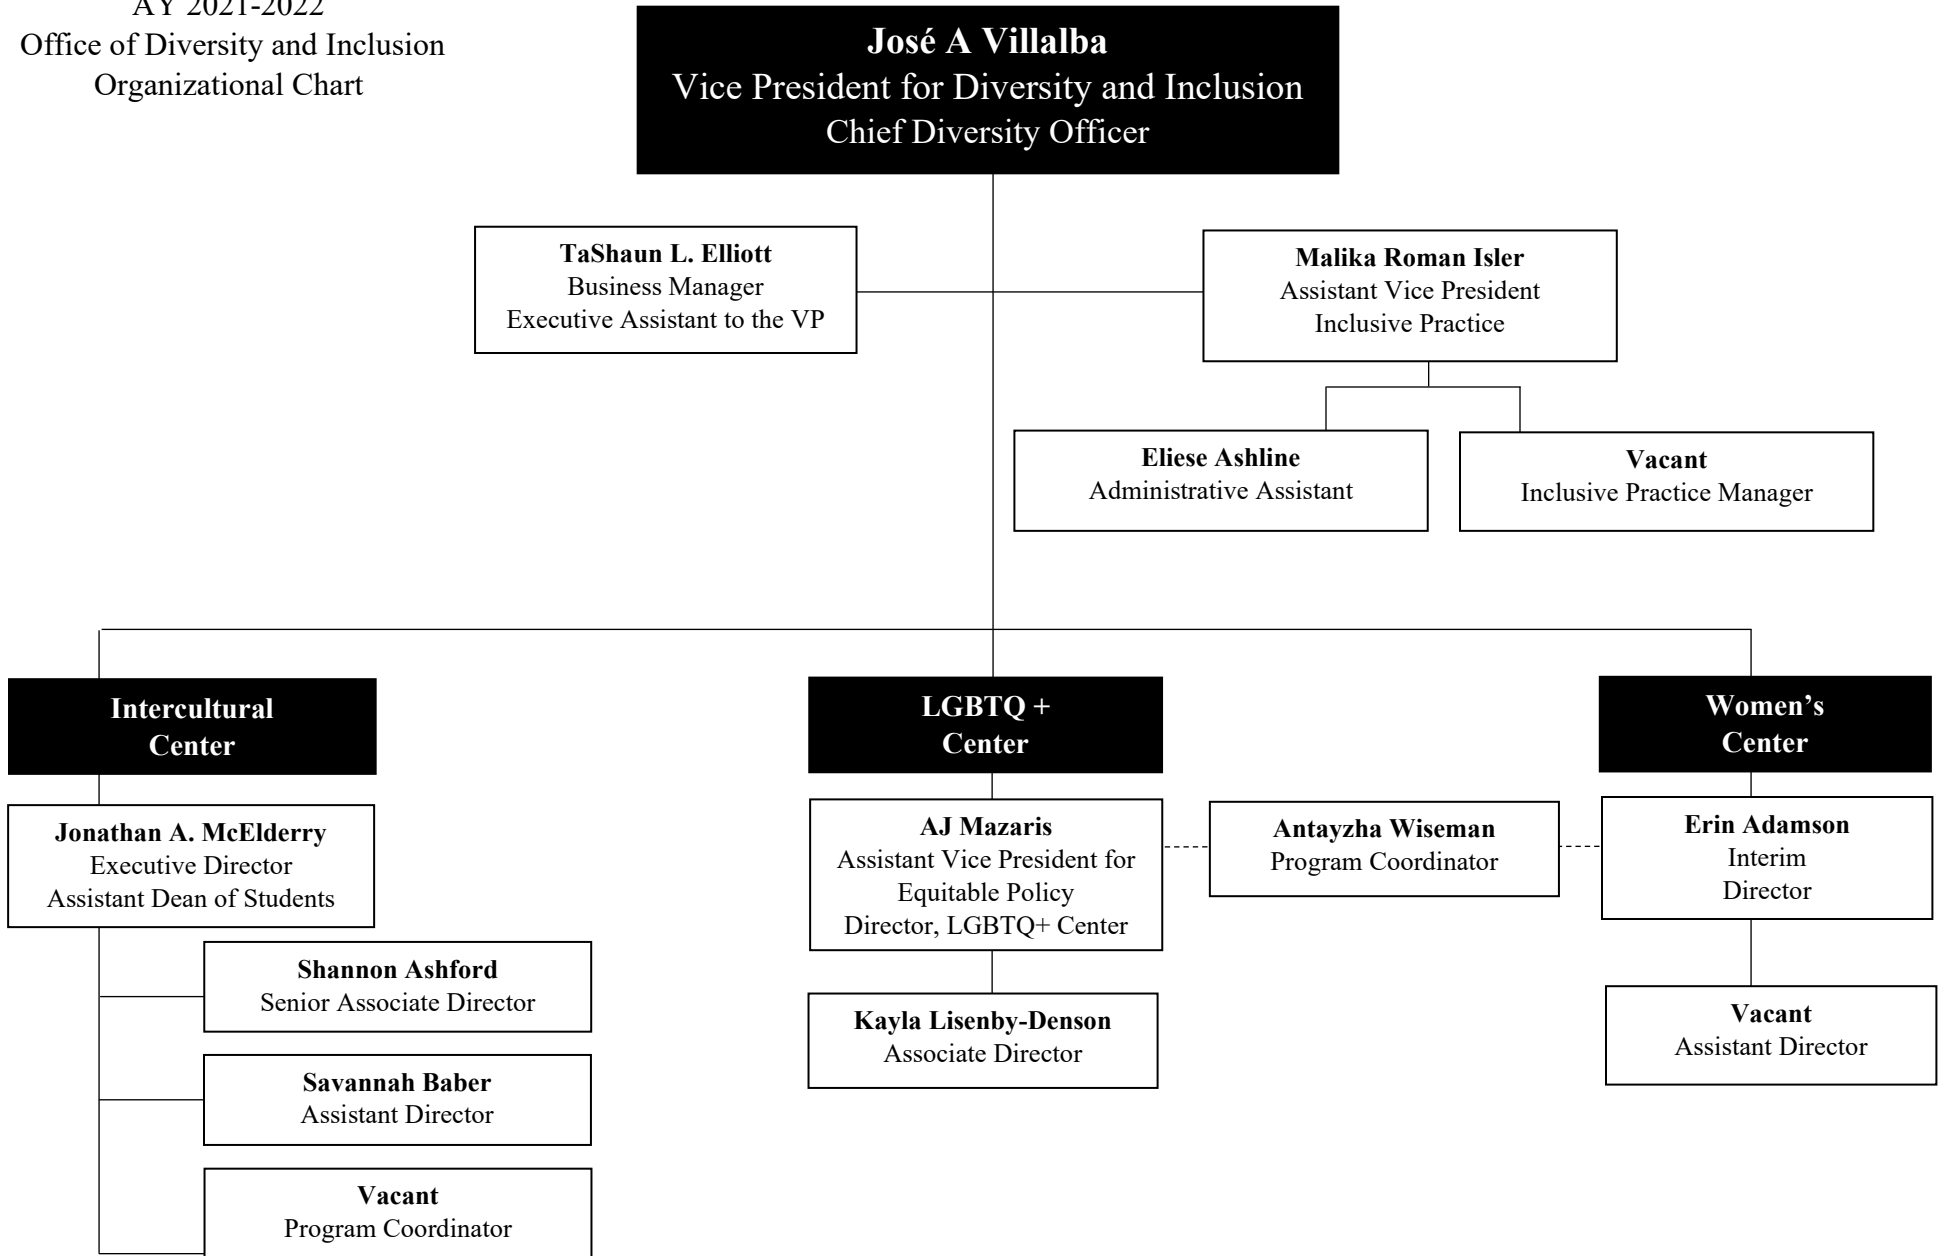 AY 2021-2022
Office of Diversity and Inclusion
Organizational Chart
José A Villalba
Vice President for Diversity and Inclusion
Chief Diversity Officer
TaShaun L. Elliott
Business Manager
Executive Assistant to the VP
Malika Roman Isler
Assistant Vice President
Inclusive Practice
Eliese Ashline
Administrative Assistant
Vacant
Inclusive Practice Manager
Intercultural
Center
LGBTQ +
Center
Women’s
Center
Jonathan A. McElderry
Executive Director
Assistant Dean of Students
AJ Mazaris
Assistant Vice President for
Equitable Policy
Director, LGBTQ+ Center
Antayzha Wiseman
Program Coordinator
Erin Adamson
Interim
Director
Shannon Ashford
Senior Associate Director
Kayla Lisenby-Denson
Associate Director
Vacant
Assistant Director
Savannah Baber
Assistant Director
Vacant
Program Coordinator